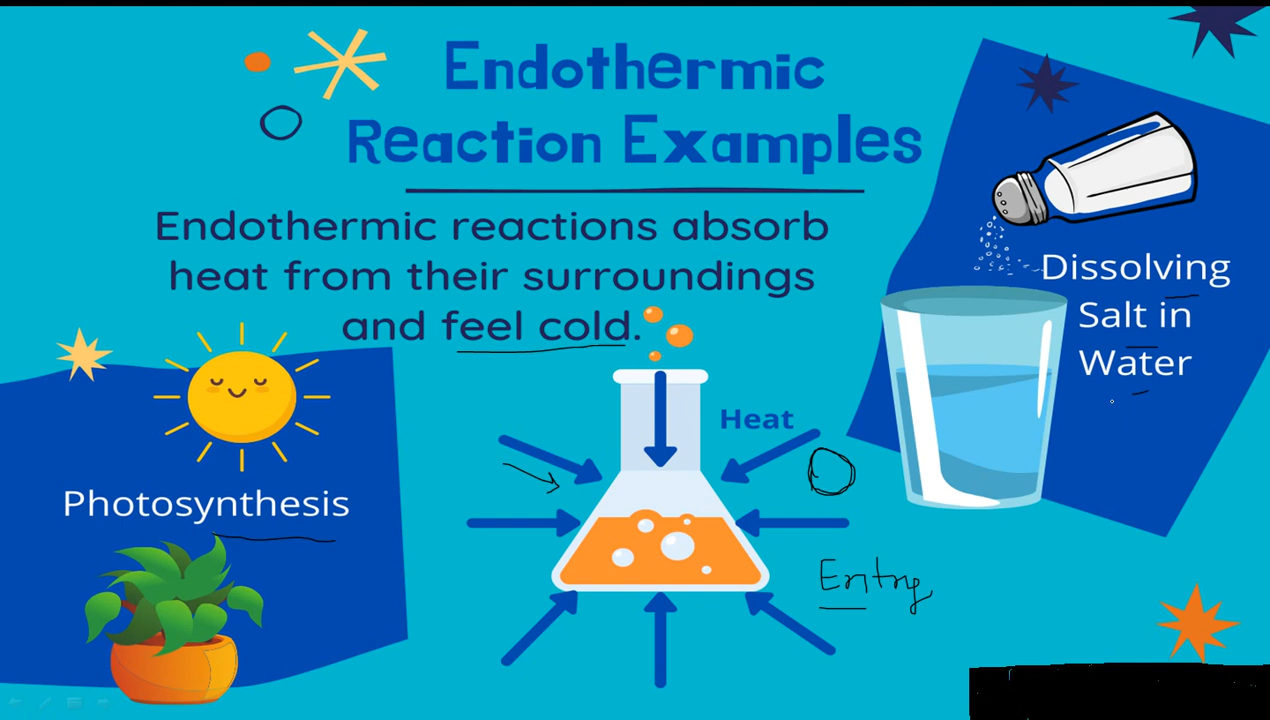 Endothermic
Reaction Examples
Endothermic reactions absorb
heat from their surroundings
and feel cold.
Dissolving
Salt in
Water
Heat
Photosynthesis
Entry